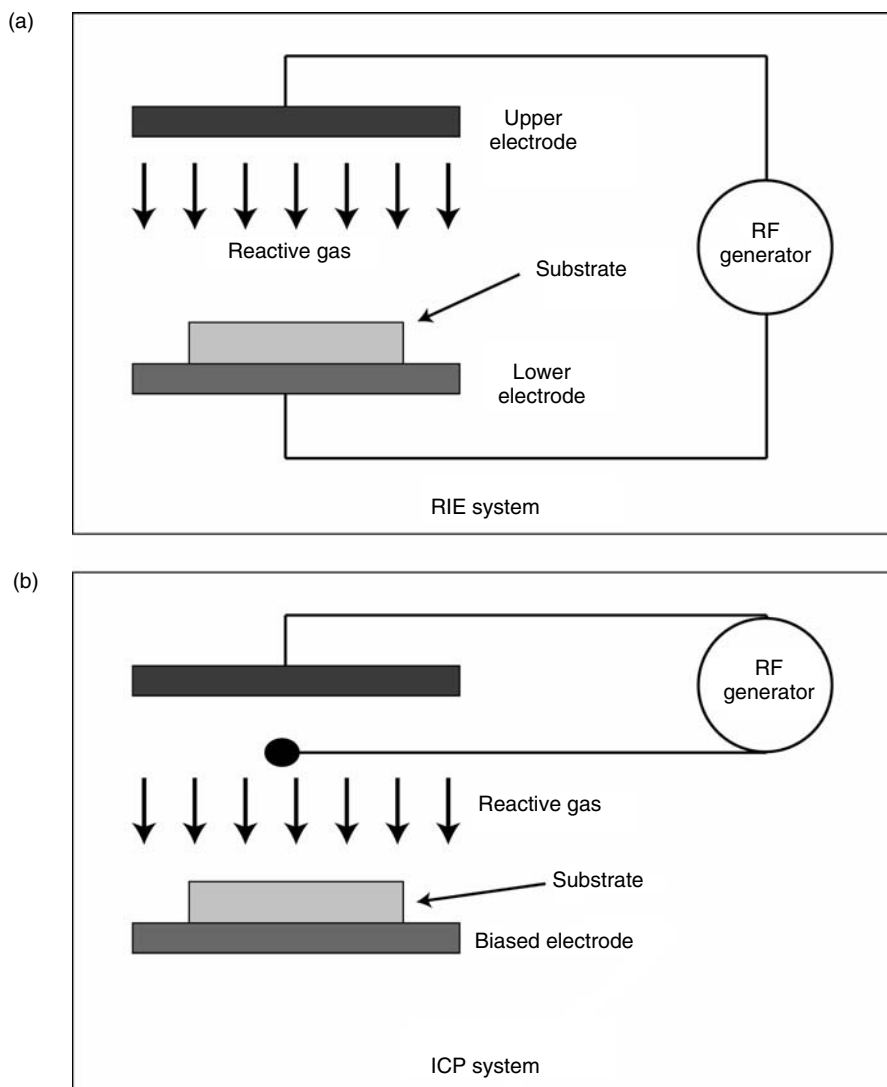 (a)
Upper
electrode
Reactive gas
Substrate
RF
generator
Lower
electrode
RIE system
(b)
RF
generator
Reactive gas
Substrate
Biased electrode
ICP system